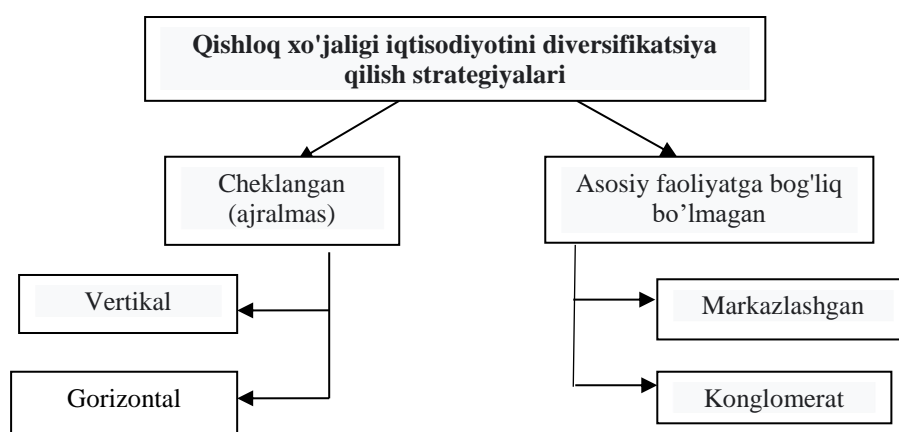 Qishloq xo'jaligi iqtisodiyotini diversifikatsiya
qilish strategiyalari
Cheklangan
(ajralmas)
Asosiy faoliyatga bog'liq
bo’lmagan
Vertikal
Markazlashgan
Gorizontal
Konglomerat